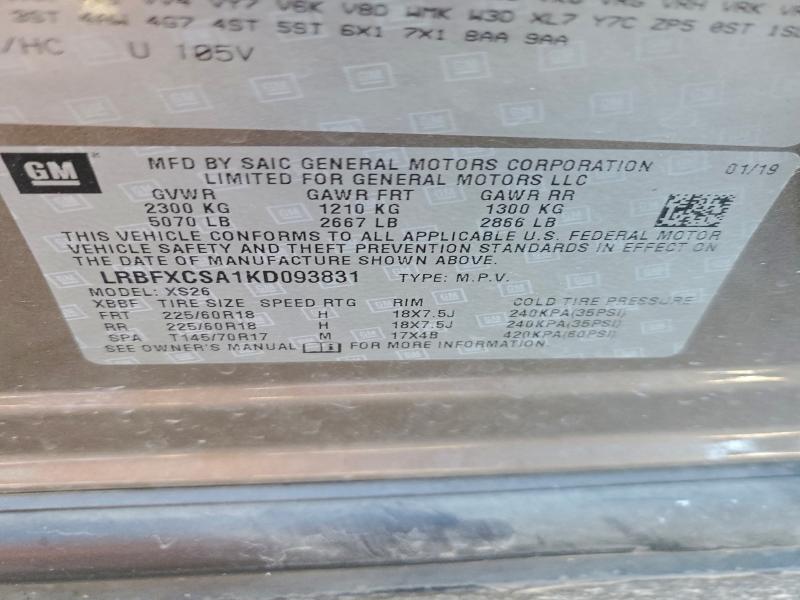 3ST 4AW 4S7 4ST 5ST 6X1 7X1 8AA 9AA
/HC U 105V
GM
MFD BY SAIC GENERAL MOTORS CORPORATION 01/19
LIMITED FOR GENERAL MOTORS LLC
GVWR GAWR FRT GAWR RR
2300 KG 1210 KG 1300 KG
5070 LB 2667 LB 2866 LB
THIS VEHICLE CONFORMS TO ALL APPLICABLE U.S. FEDERAL MOTOR
VEHICLE SAFETY AND THEFT PREVENTION STANDARDS IN EFFECT ON
THE DATE OF MANUFACTURE SHOWN ABOVE.
LRBFXCSA1KD093831 TYPE: M.P.V.
MODEL: XS26
XBBF TIRE SIZE SPEED RTG RIM COLD TIRE PRESSURE
FRT 225/60R18 H 18X7.5J 240KPA(35PSI)
RR 225/60R18 H 18X7.5J 240KPA(35PSI)
SPA T145/70R17 M 17X4B 420KPA(60PSI)
SEE OWNER'S MANUAL FOR MORE INFORMATION.